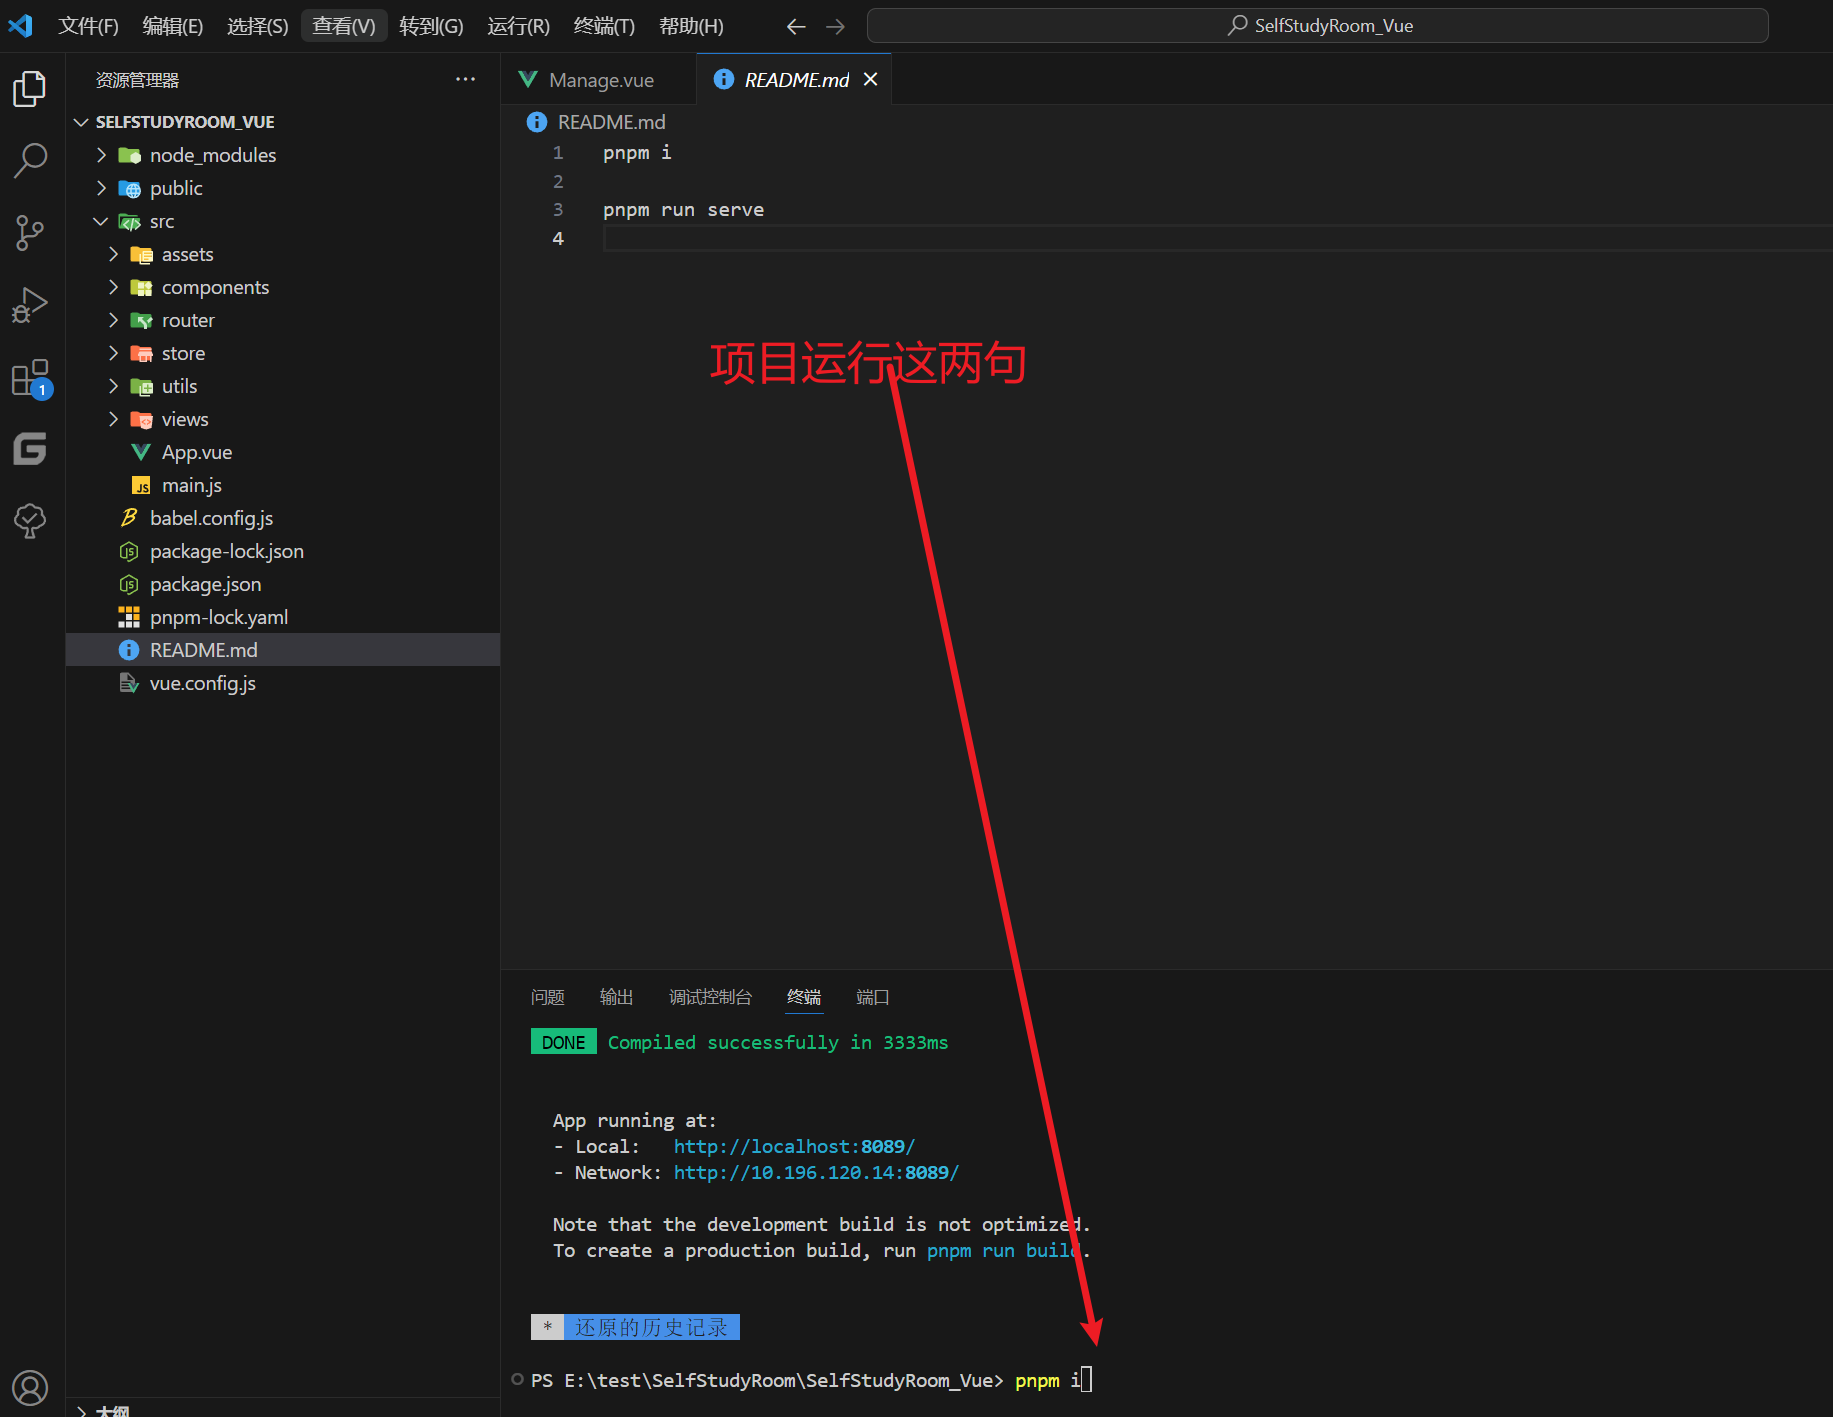 文件(F) 编辑(E) 选择(S) 查看(V) 转到(G) 运行(R) 终端(T) 帮助(H) SelfStudyRoom_Vue
资源管理器
SELFSTUDYROOM_VUE
node_modules
public
src
assets
components
router
store
utils
views
App.vue
main.js
babel.config.js
package-lock.json
package.json
pnpm-lock.yaml
README.md
vue.config.js
大纲
1
Manage.vue README.md
README.md
1 pnpm i
2
3 pnpm run serve
4
项目运行这两句
问题 输出 调试控制台 终端 端口
DONE Compiled successfully in 3333ms
App running at:
- Local: http://localhost:8089/
- Network: http://10.196.120.14:8089/
Note that the development build is not optimized.
To create a production build, run pnpm run build.
* 还原的历史记录
PS E:\test\SelfStudyRoom\SelfStudyRoom_Vue> pnpm i